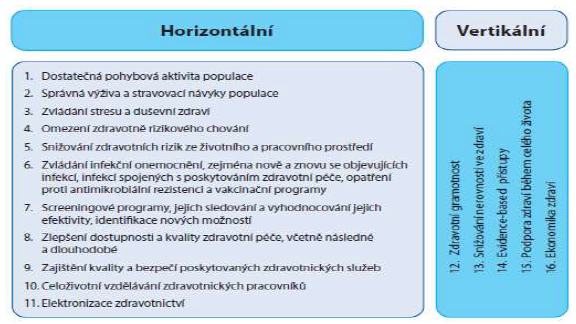 Horizontální
Vertikální
1. Dostatečná pohybová aktivita populace
2. Správná výživa a stravovací návyky populace
3. Zvládání stresu a duševní zdraví
4. Omezení zdravotně rizikového chování
5. Snižování zdravotních rizik ze životního a pracovního prostředí
6. Zvládání infekční onemocnění, zejména nově a znovu se objevujících
infekcí, infekcí spojených s poskytováním zdravotní péče, opatření
proti antimikrobiální rezistenci a vakcinační programy
7. Screeningové programy, jejich sledování a vyhodnocování jejich
efektivity, identifikace nových možností
8. Zlepšení dostupnosti a kvality zdravotní péče, včetně následné
a dlouhodobé
9. Zajištění kvality a bezpečí poskytovaných zdravotnických služeb
10. Celoživotní vzdělávání zdravotnických pracovníků
11. Elektronizace zdravotnictví
12. Zdravotní gramotnost
13. Snižování nerovností ve zdraví
14. Evidence-based přístupy
15. Podpora zdraví během celého života
16. Ekonomika zdraví